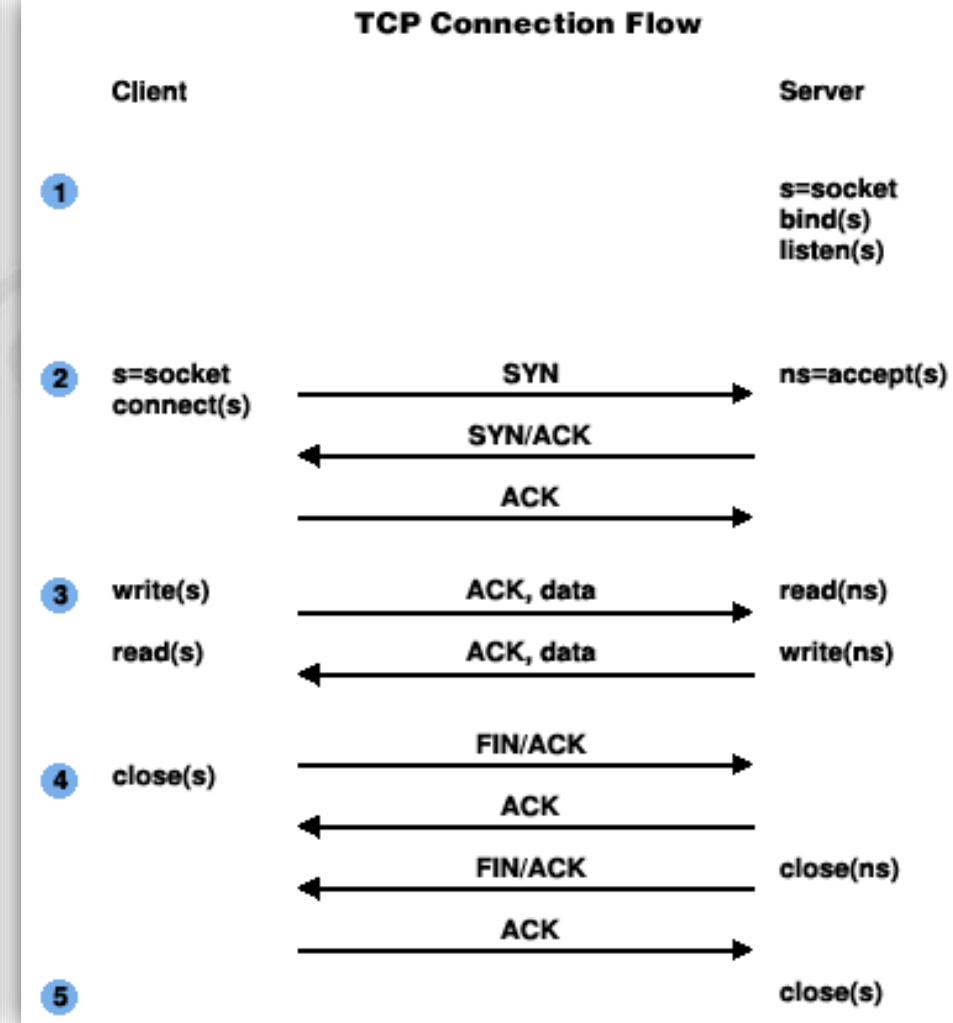 TCP Connection Flow
Client Server
1 s=socket
bind(s)
listen(s)
2 s=socket SYN ns=accept(s)
connect(s)
SYN/ACK
ACK
3 write(s) ACK, data read(ns)
read(s) ACK, data write(ns)
FIN/ACK
4 close(s)
ACK
FIN/ACK close(ns)
ACK
5 close(s)